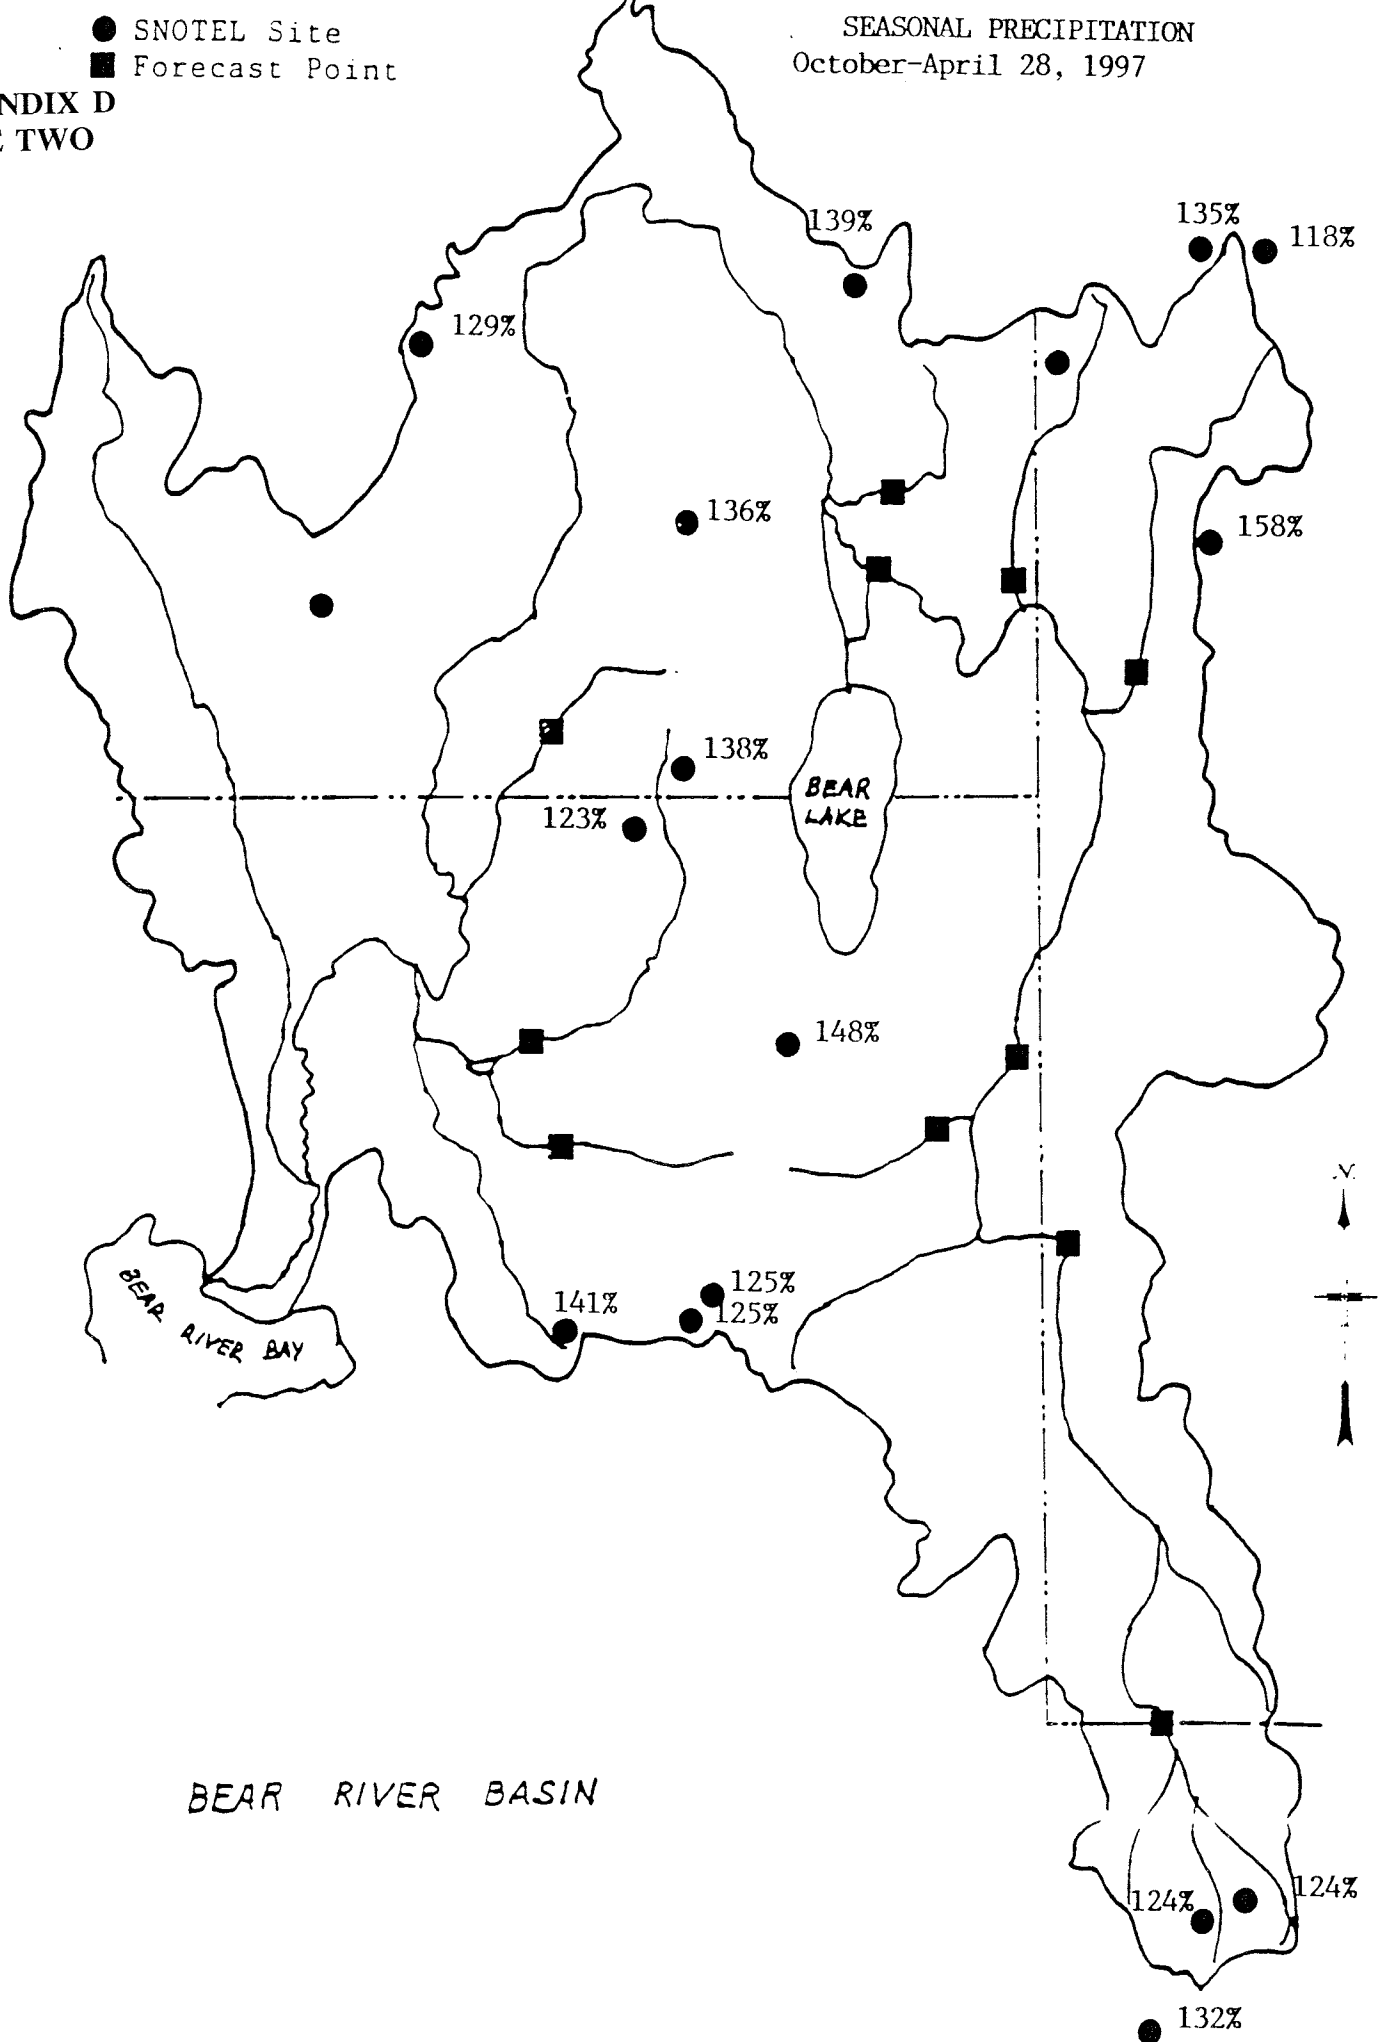 SNOTEL Site
Forecast Point
NDIX D
TWO
SEASONAL PRECIPITATION
October-April 28, 1997
139%
135%
118%
129%
136%
158%
138%
123%
BEAR
LAKE
148%
N
125%
125%
141%
BEAR RIVER BAY
BEAR RIVER BASIN
124%
124%
132%